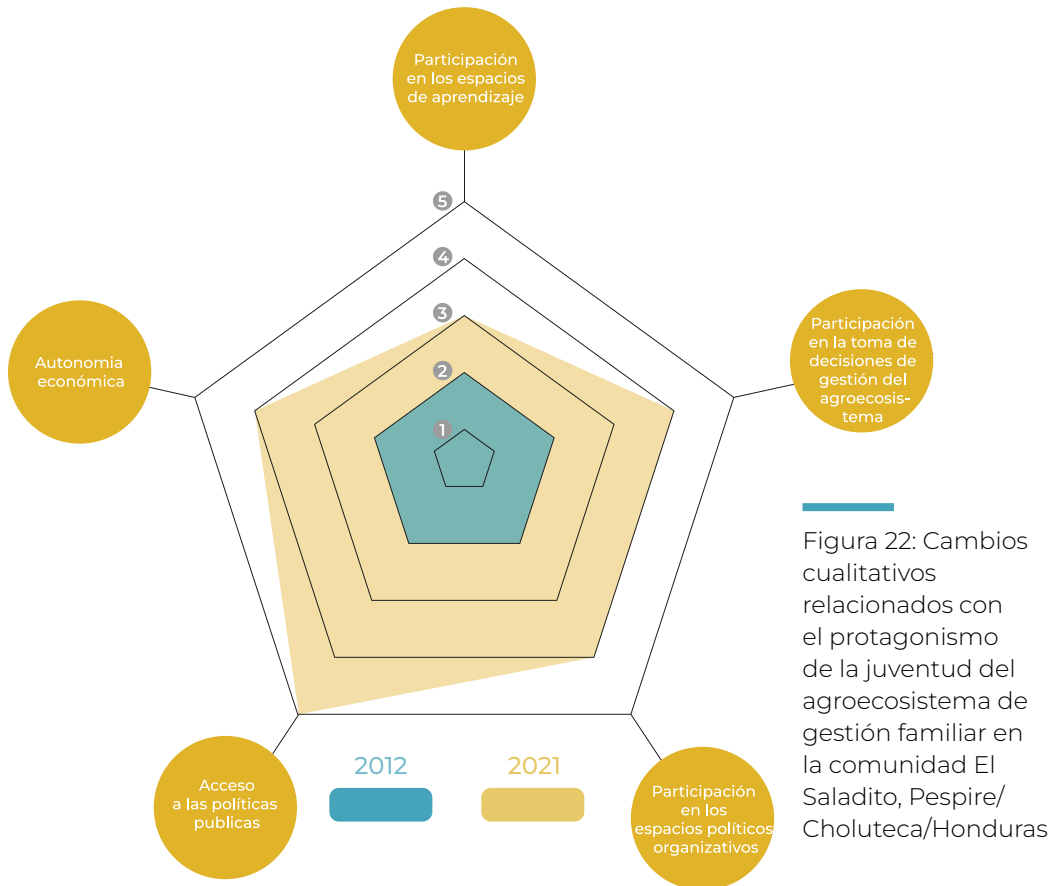 Participación
en los espacios
de aprendizaje
5
4
3
2
1
Autonomia
económica
Participación
en la toma de
decisiones de
gestión del
agroecosis-
tema
Acceso
a las políticas
publicas
2012
2021
Participación
en los
espacios políticos
organizativos
Figura 22: Cambios
cualitativos
relacionados con
el protagonismo
de la juventud del
agroecosistema de
gestión familiar en
la comunidad El
Saladito, Pespire/
Choluteca/Honduras